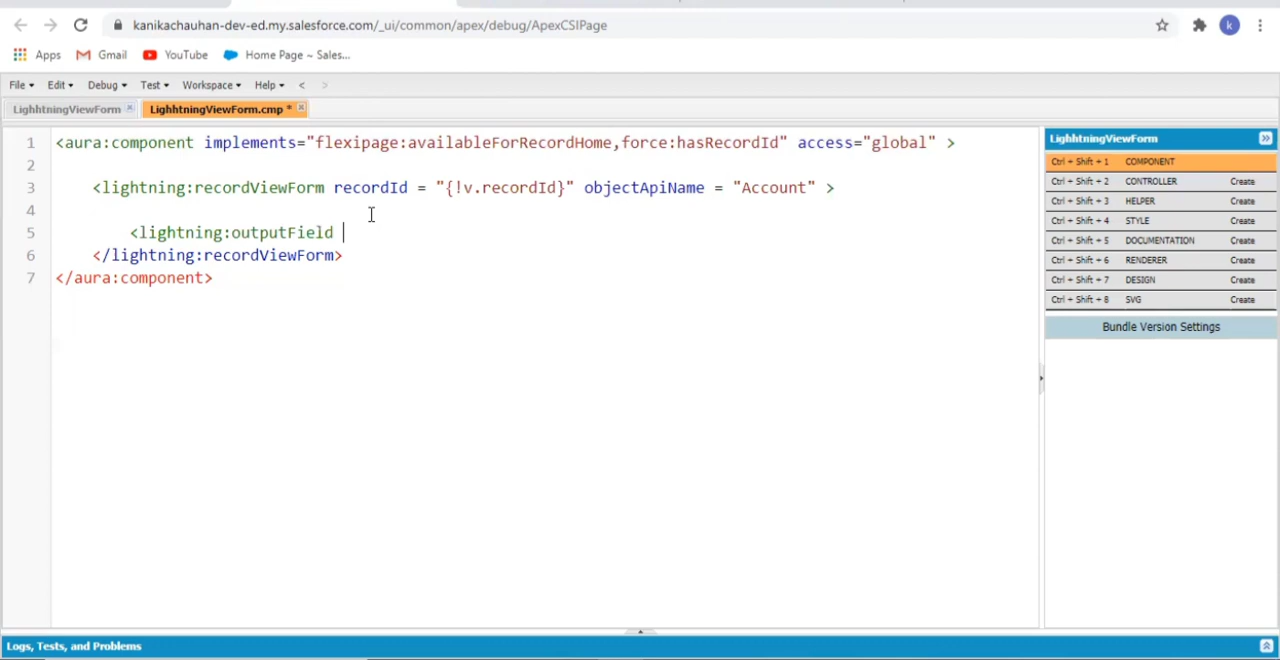 kanikachauhan-dev-ed.my.salesforce.com/_ui/common/apex/debug/ApexCSIPage
k
Apps Gmail YouTube Home Page ~ Sales...
File Edit Debug Test Workspace Help < >
LighhtningViewForm LighhtningViewForm.cmp *
1 <aura:component implements="flexipage:availableForRecordHome,force:hasRecordId" access="global" >
2
3 <lightning:recordViewForm recordId = "{!v.recordId}" objectApiName = "Account" >
4
5 <lightning:outputField
6 </lightning:recordViewForm>
7 </aura:component>
LighhtningViewForm
Ctrl + Shift + 1 COMPONENT
Ctrl + Shift + 2 CONTROLLER Create
Ctrl + Shift + 3 HELPER Create
Ctrl + Shift + 4 STYLE Create
Ctrl + Shift + 5 DOCUMENTATION Create
Ctrl + Shift + 6 RENDERER Create
Ctrl + Shift + 7 DESIGN Create
Ctrl + Shift + 8 SVG Create
Bundle Version Settings
Logs, Tests, and Problems